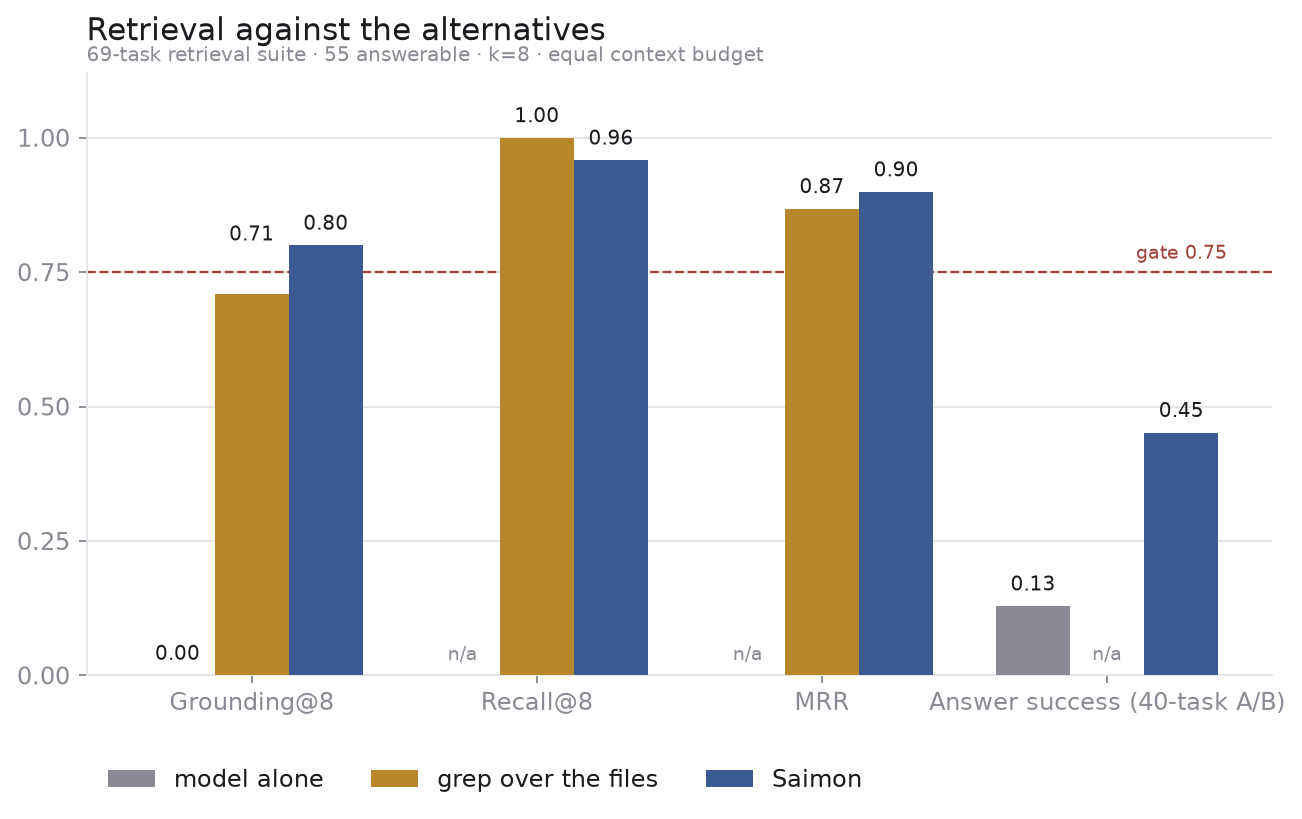 Retrieval against the alternatives
69-task retrieval suite · 55 answerable · k=8 · equal context budget
1.00
0.75
0.50
0.25
0.00
0.00
0.71
0.80
n/a
1.00
0.96
n/a
0.87
0.90
0.13
n/a
0.45
gate 0.75
Grounding@8
Recall@8
MRR
Answer success (40-task A/B)
model alone
grep over the files
Saimon